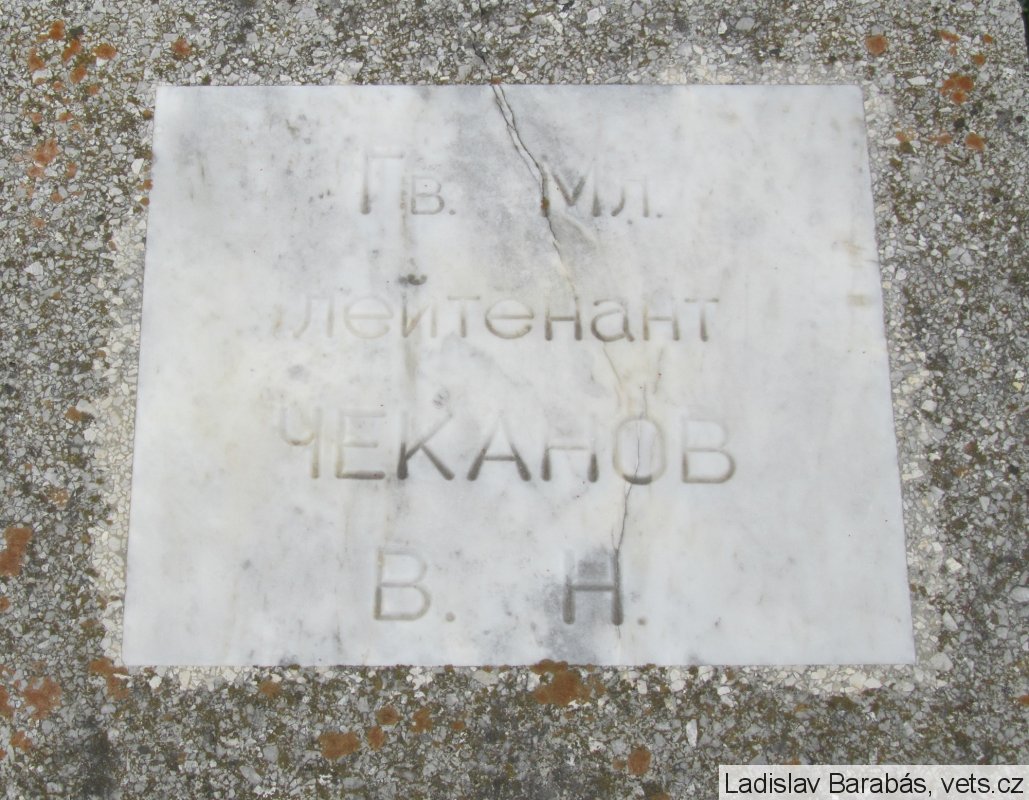 Гв. Мл.
лейтенант
ЧЕКАНОВ
В. Н.
Ladislav Barabás, vets.cz